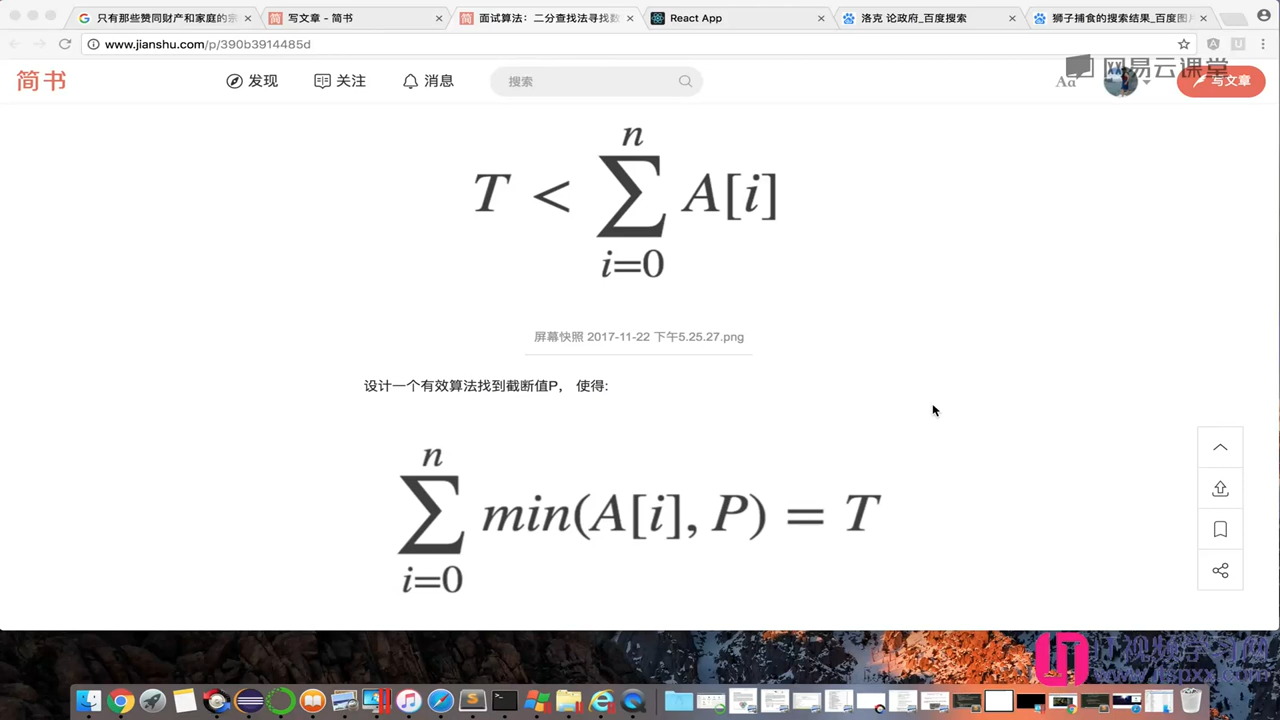 只有那些赞同财产和家庭的宗
写文章 - 简书
面试算法：二分查找法寻找数
React App
洛克 论政府_百度搜索
狮子捕食的搜索结果_百度图片
www.jianshu.com/p/390b3914485d
简书
发现
关注
消息
搜索
Aa
写文章
网易云课堂
n
T < ∑ A[i]
i=0
屏幕快照 2017-11-22 下午5.25.27.png
设计一个有效算法找到截断值P， 使得:
n
∑ min(A[i], P) = T
i=0
IT视频学习网
www.itspxx.com